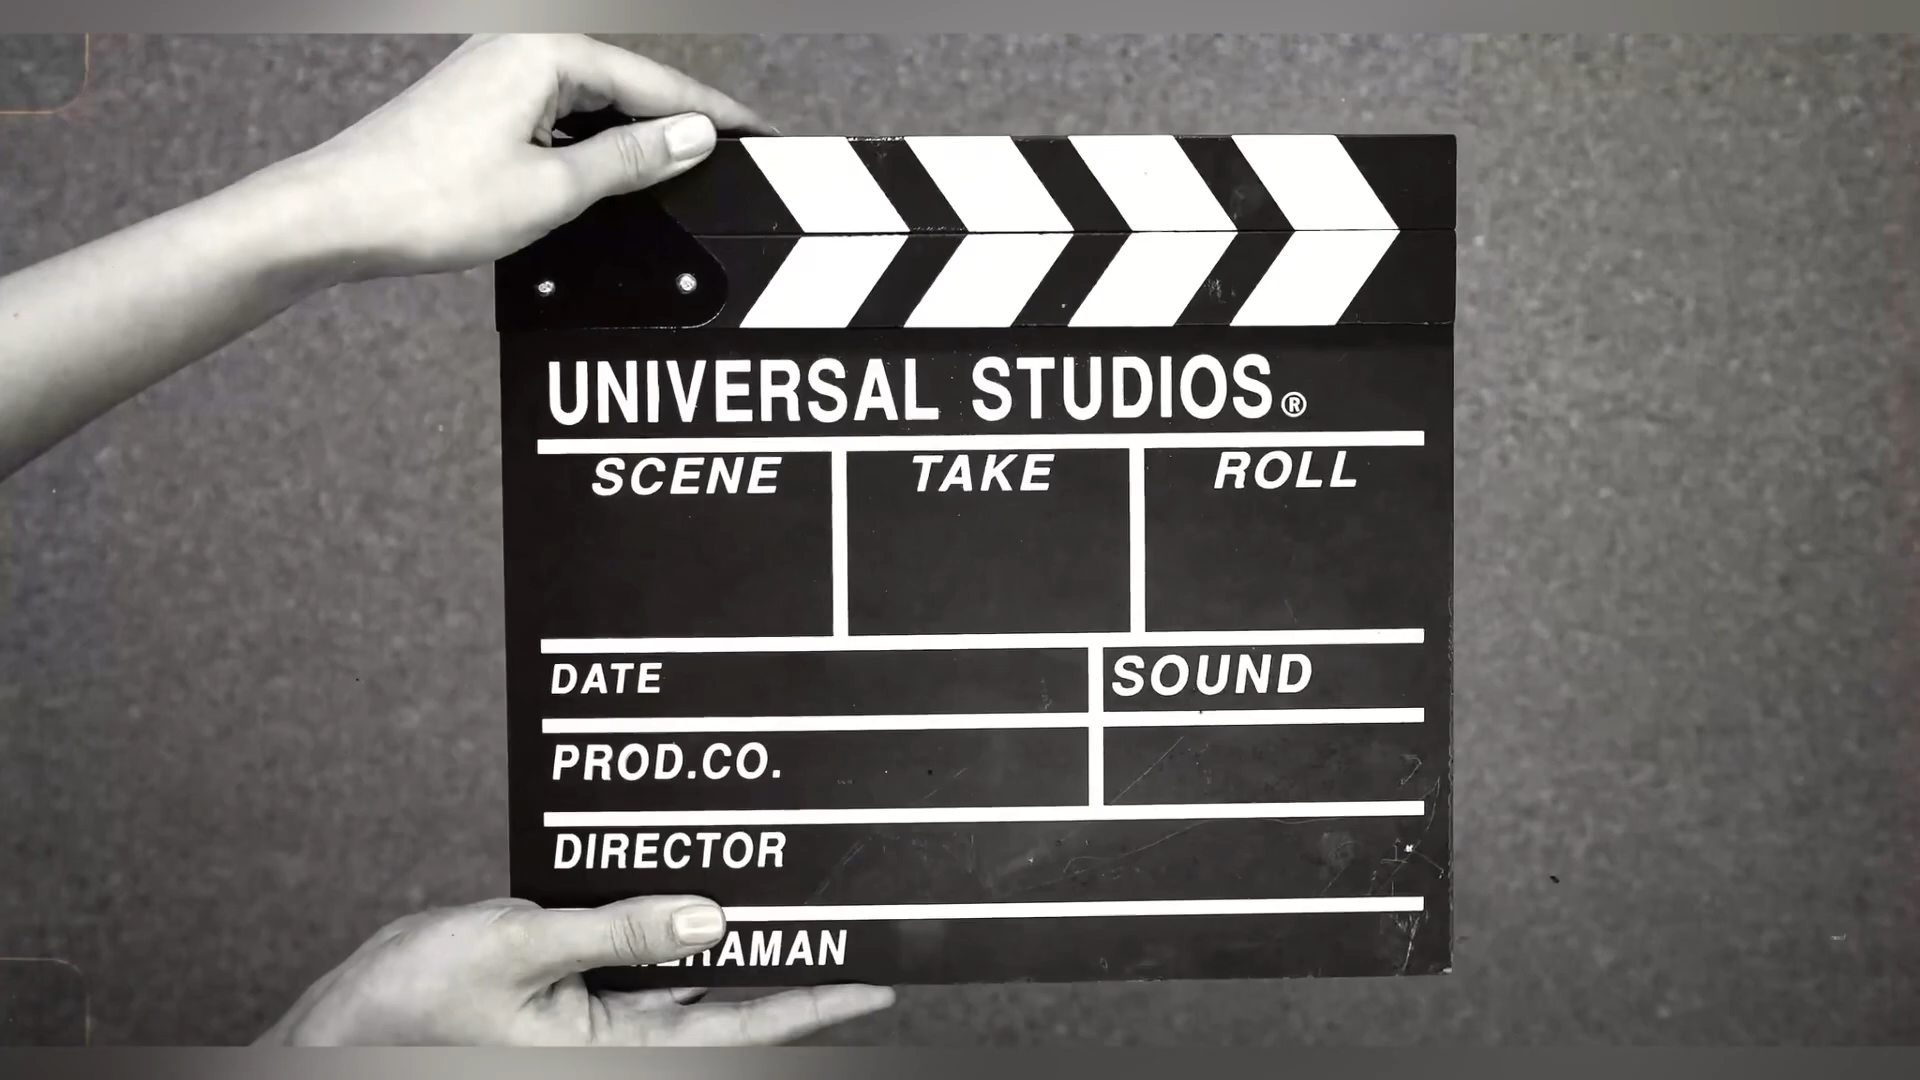 UNIVERSAL STUDIOS®
SCENE TAKE ROLL
DATE SOUND
PROD.CO.
DIRECTOR